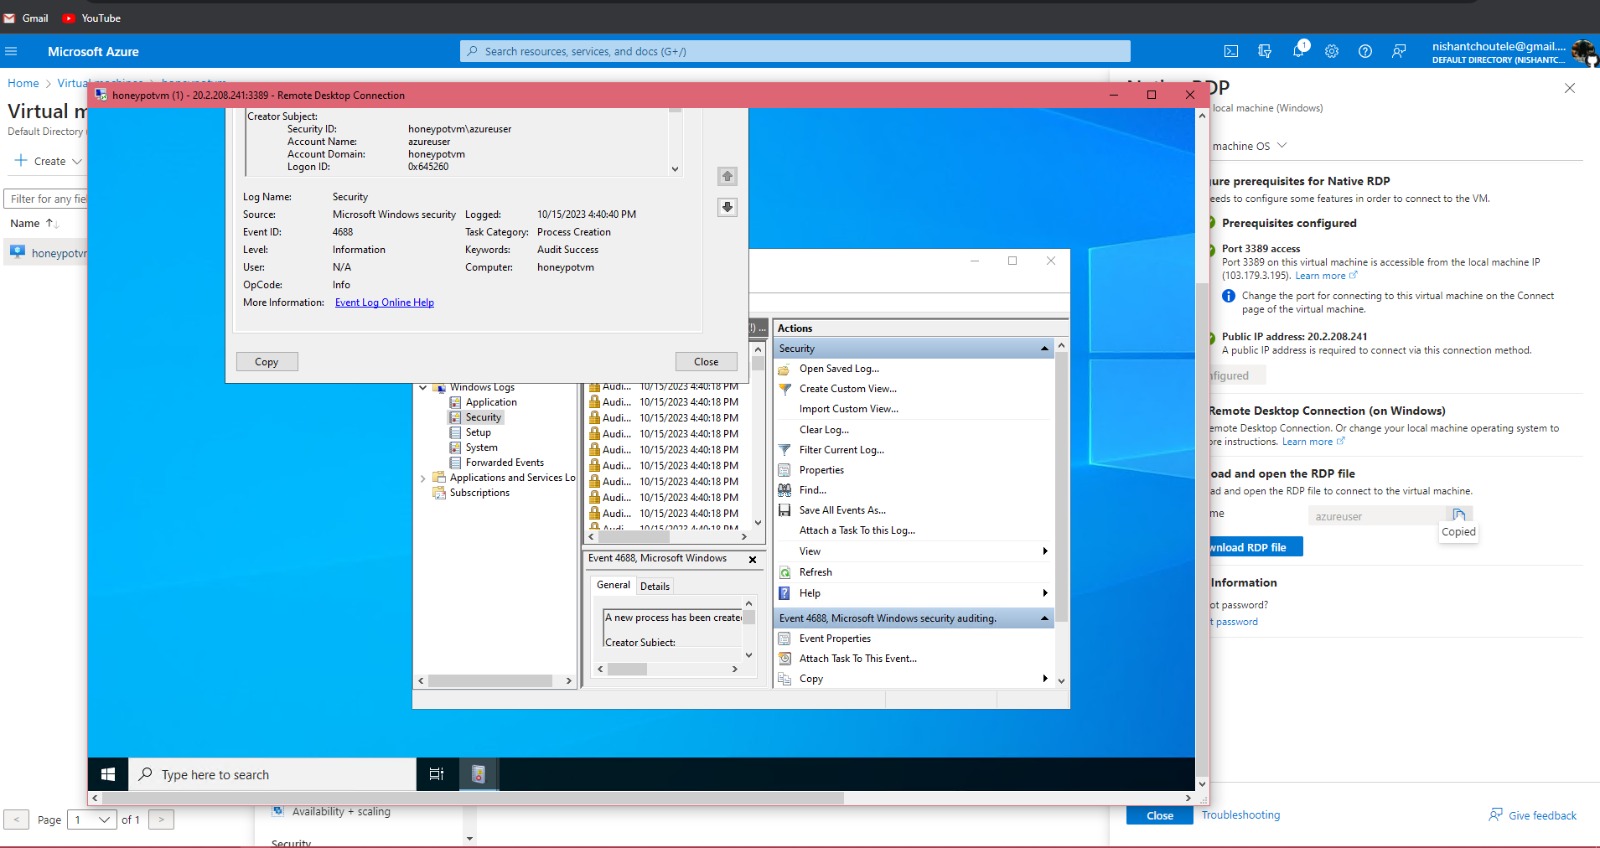 Gmail YouTube
Microsoft Azure
Search resources, services, and docs (G+/)
1
nishantchoutele@gmail....
DEFAULT DIRECTORY (NISHANTC...
Home > Virtual machines > honeypotvm
Virtual m
Default Directory
Create
Filter for any fie
Name
honeypotvm
honeypotvm (1) - 20.2.208.241:3389 - Remote Desktop Connection
Creator Subject:
Security ID: honeypotvm\azureuser
Account Name: azureuser
Account Domain: honeypotvm
Logon ID: 0x645260
Log Name: Security
Source: Microsoft Windows security Logged: 10/15/2023 4:40:40 PM
Event ID: 4688 Task Category: Process Creation
Level: Information Keywords: Audit Success
User: N/A Computer: honeypotvm
OpCode: Info
More Information: Event Log Online Help
Copy Close
Windows Logs
Application
Security
Setup
System
Forwarded Events
Applications and Services Lo
Subscriptions
Audi... 10/15/2023 4:40:18 PM
Audi... 10/15/2023 4:40:18 PM
Audi... 10/15/2023 4:40:18 PM
Audi... 10/15/2023 4:40:18 PM
Audi... 10/15/2023 4:40:18 PM
Audi... 10/15/2023 4:40:18 PM
Audi... 10/15/2023 4:40:18 PM
Audi... 10/15/2023 4:40:18 PM
Audi... 10/15/2023 4:40:18 PM
Audi... 10/15/2023 4:40:18 PM
Event 4688, Microsoft Windows
General Details
A new process has been create
Creator Subject:
Actions
Security
Open Saved Log...
Create Custom View...
Import Custom View...
Clear Log...
Filter Current Log...
Properties
Find...
Save All Events As...
Attach a Task To this Log...
View
Refresh
Help
Event 4688, Microsoft Windows security auditing.
Event Properties
Attach Task To This Event...
Copy
Type here to search
RDP
local machine (Windows)
machine OS
ure prerequisites for Native RDP
eeds to configure some features in order to connect to the VM.
Prerequisites configured
Port 3389 access
Port 3389 on this virtual machine is accessible from the local machine IP
(103.179.3.195). Learn more
Change the port for connecting to this virtual machine on the Connect
page of the virtual machine.
Public IP address: 20.2.208.241
A public IP address is required to connect via this connection method.
figured
Remote Desktop Connection (on Windows)
emote Desktop Connection. Or change your local machine operating system to
ore instructions. Learn more
oad and open the RDP file
ad and open the RDP file to connect to the virtual machine.
me azureuser
Copied
wnload RDP file
Information
ot password?
t password
Close Troubleshooting Give feedback
< Page 1 of 1 >
Availability + scaling
Security